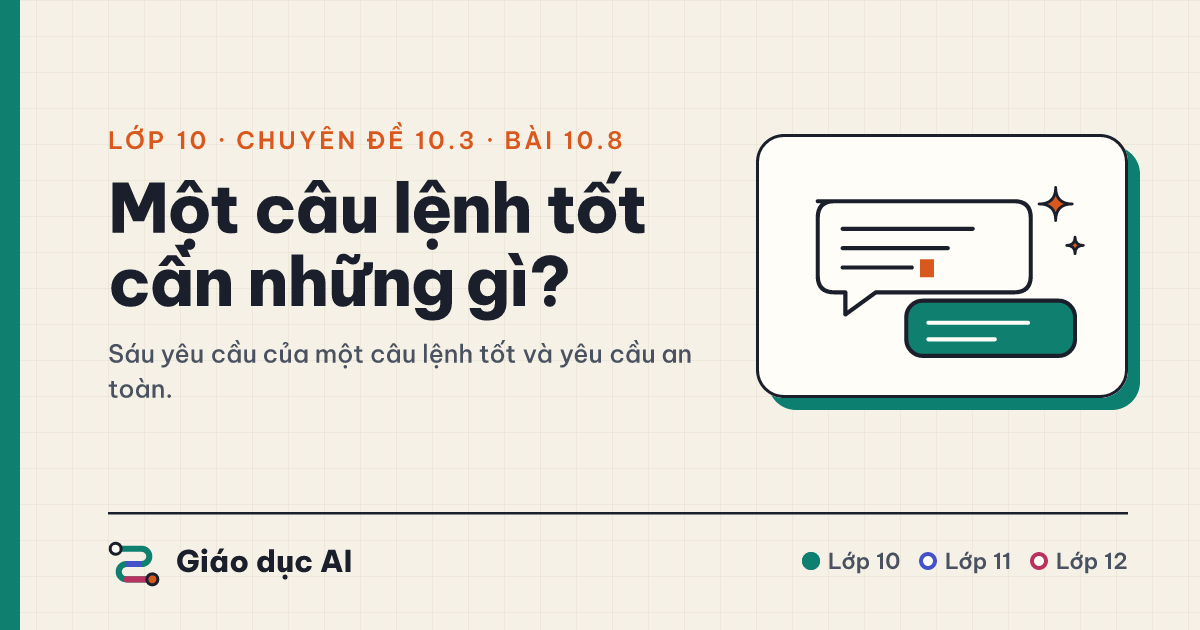 LỚP 10 · CHUYÊN ĐỀ 10.3 · BÀI 10.8
Một câu lệnh tốt
cần những gì?
Sáu yêu cầu của một câu lệnh tốt và yêu cầu an
toàn.
Giáo dục AI
Lớp 10 Lớp 11 Lớp 12